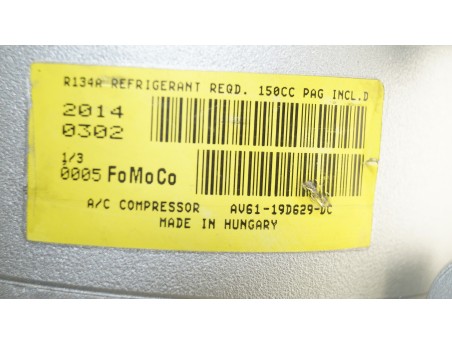 R134A REFRIGERANT REQD. 150CC PAG INCL.D
2014
0302
1/3
0005 FoMoCo
A/C COMPRESSOR AV61-19D629-DC
MADE IN HUNGARY